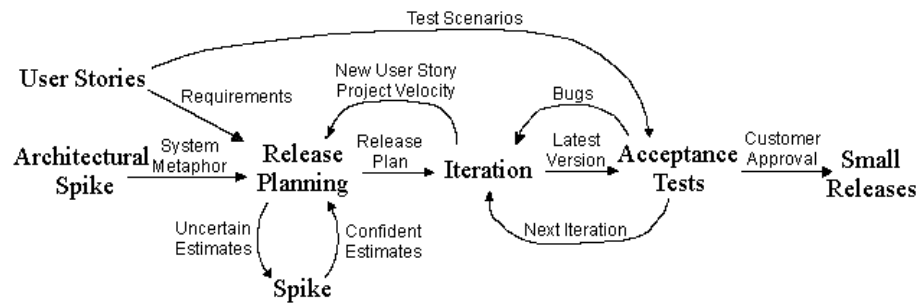 Test Scenarios
User Stories
New User Story
Project Velocity
Requirements
Bugs
Architectural
Spike
System
Metaphor
Release
Planning
Release
Plan
Iteration
Latest
Version
Acceptance
Tests
Customer
Approval
Small
Releases
Uncertain
Estimates
Confident
Estimates
Next Iteration
Spike